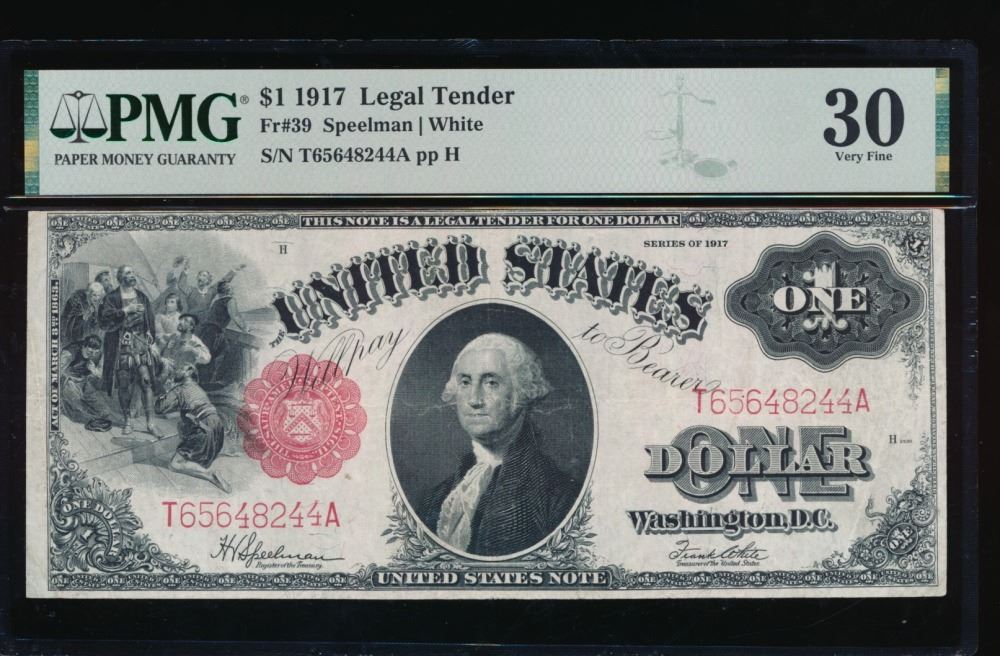 PMG®
PAPER MONEY GUARANTY
$1 1917 Legal Tender
Fr#39 Speelman | White
S/N T65648244A pp H
30
Very Fine
THIS NOTE IS A LEGAL TENDER FOR ONE DOLLAR
H
SERIES OF 1917
THE UNITED STATES
ONE
Will pay to Bearer
ACT OF MARCH 3RD 1863.
T65648244A
ONE DOLLAR
H
Washington, D.C.
T65648244A
ONE DOLLAR
H V Speelman
Register of the Treasury.
Frank White
Treasurer of the United States.
UNITED STATES NOTE